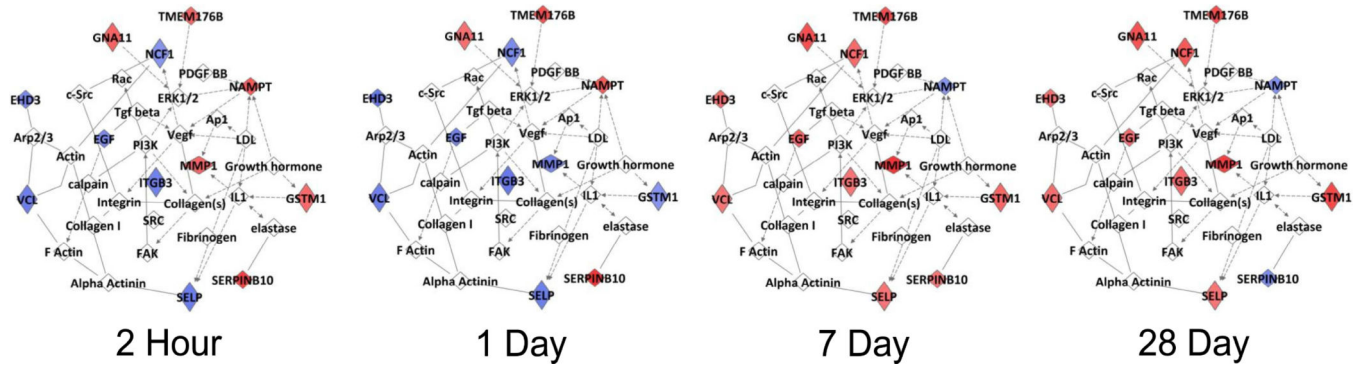 TMEM176B
GNA11
NCF1
PDGF BB
Rac
NAMPT
c-Src
ERK1/2
EHD3
Tgf beta
Ap1
Arp2/3
EGF
Vegf
LDL
PI3K
Actin
MMP1
Growth hormone
calpain
ITGB3
VCL
Integrin
Collagen(s)
IL1
GSTM1
Collagen I
SRC
Fibrinogen
elastase
F Actin
FAK
Alpha Actinin
SERPINB10
SELP
2 Hour
TMEM176B
GNA11
NCF1
PDGF BB
Rac
NAMPT
c-Src
ERK1/2
EHD3
Tgf beta
Ap1
Arp2/3
EGF
Vegf
LDL
PI3K
Actin
MMP1
Growth hormone
calpain
ITGB3
VCL
Integrin
Collagen(s)
IL1
GSTM1
Collagen I
SRC
Fibrinogen
elastase
F Actin
FAK
Alpha Actinin
SERPINB10
SELP
1 Day
TMEM176B
GNA11
NCF1
PDGF BB
Rac
NAMPT
c-Src
ERK1/2
EHD3
Tgf beta
Ap1
Arp2/3
EGF
Vegf
LDL
PI3K
Actin
MMP1
Growth hormone
calpain
ITGB3
VCL
Integrin
Collagen(s)
IL1
GSTM1
Collagen I
SRC
Fibrinogen
elastase
F Actin
FAK
Alpha Actinin
SERPINB10
SELP
7 Day
TMEM176B
GNA11
NCF1
PDGF BB
Rac
NAMPT
c-Src
ERK1/2
EHD3
Tgf beta
Ap1
Arp2/3
EGF
Vegf
LDL
PI3K
Actin
MMP1
Growth hormone
calpain
ITGB3
VCL
Integrin
Collagen(s)
IL1
GSTM1
Collagen I
SRC
Fibrinogen
elastase
F Actin
FAK
Alpha Actinin
SERPINB10
SELP
28 Day